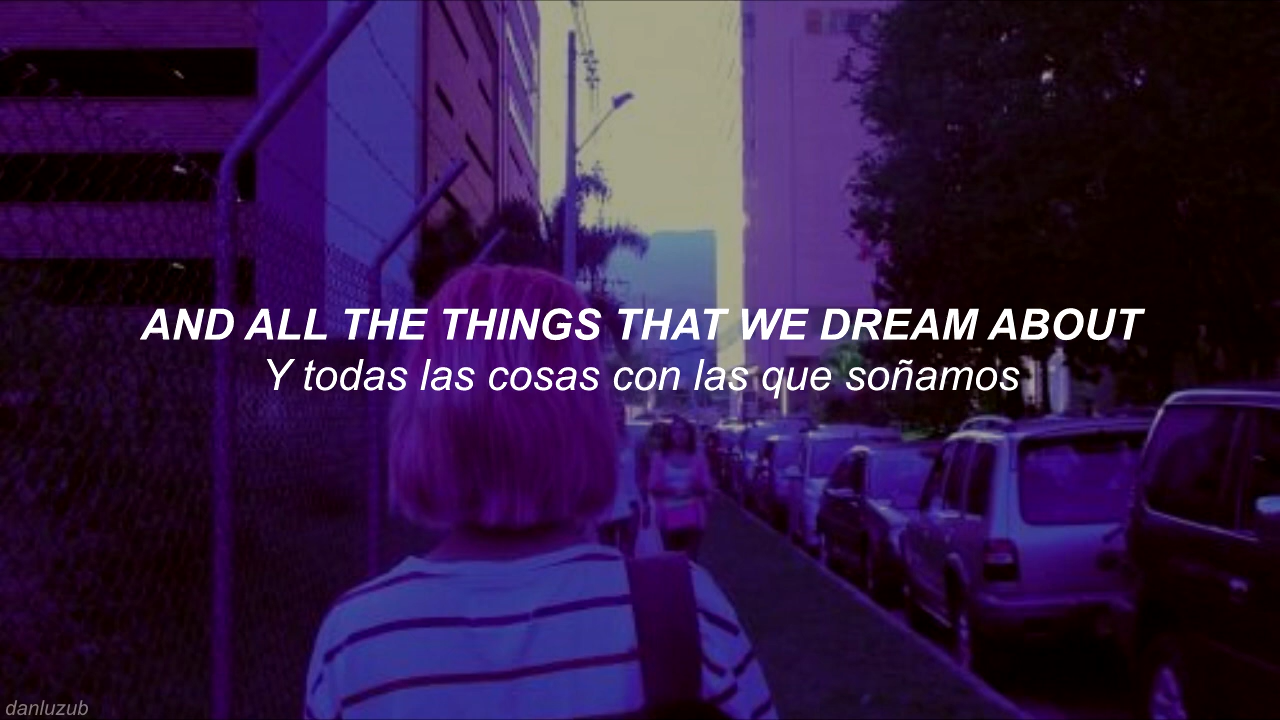 AND ALL THE THINGS THAT WE DREAM ABOUT
Y todas las cosas con las que soñamos
danluzub